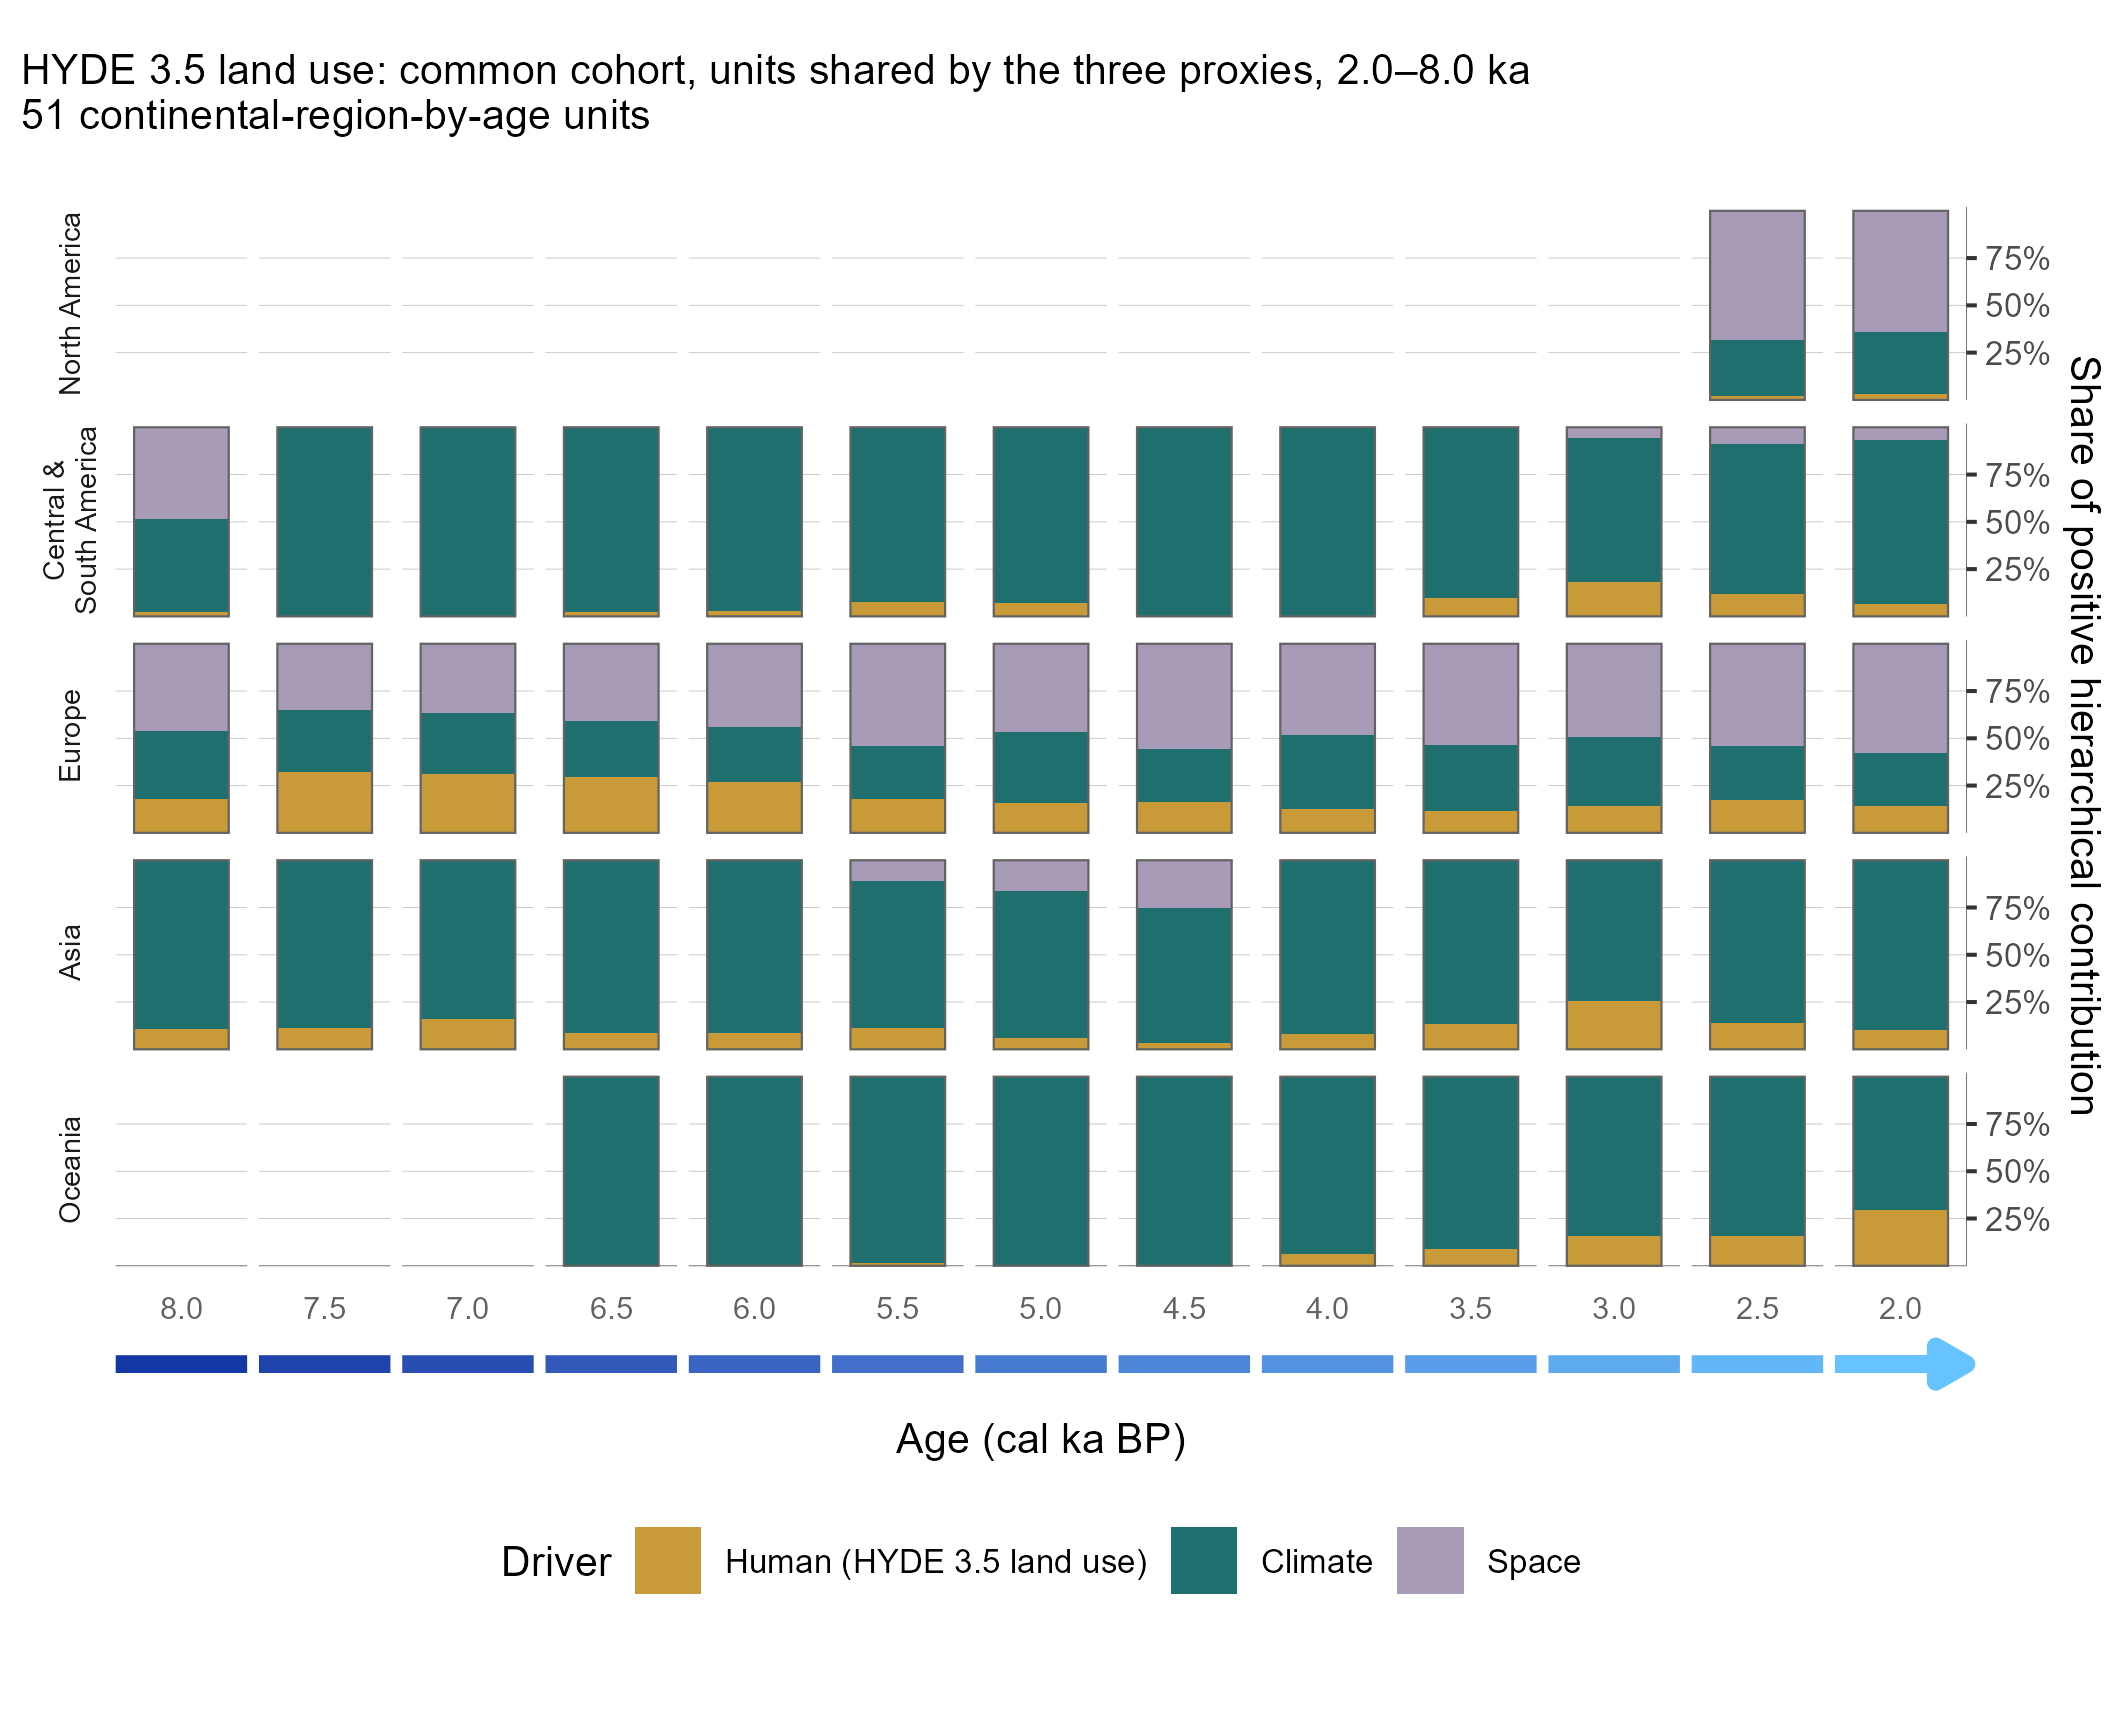 HYDE 3.5 land use: common cohort, units shared by the three proxies, 2.0–8.0 ka
51 continental-region-by-age units
North America
75%
50%
25%
Central &
South America
75%
50%
25%
Europe
75%
50%
25%
Asia
75%
50%
25%
Oceania
75%
50%
25%
Share of positive hierarchical contribution
8.0 7.5 7.0 6.5 6.0 5.5 5.0 4.5 4.0 3.5 3.0 2.5 2.0
Age (cal ka BP)
Driver Human (HYDE 3.5 land use) Climate Space